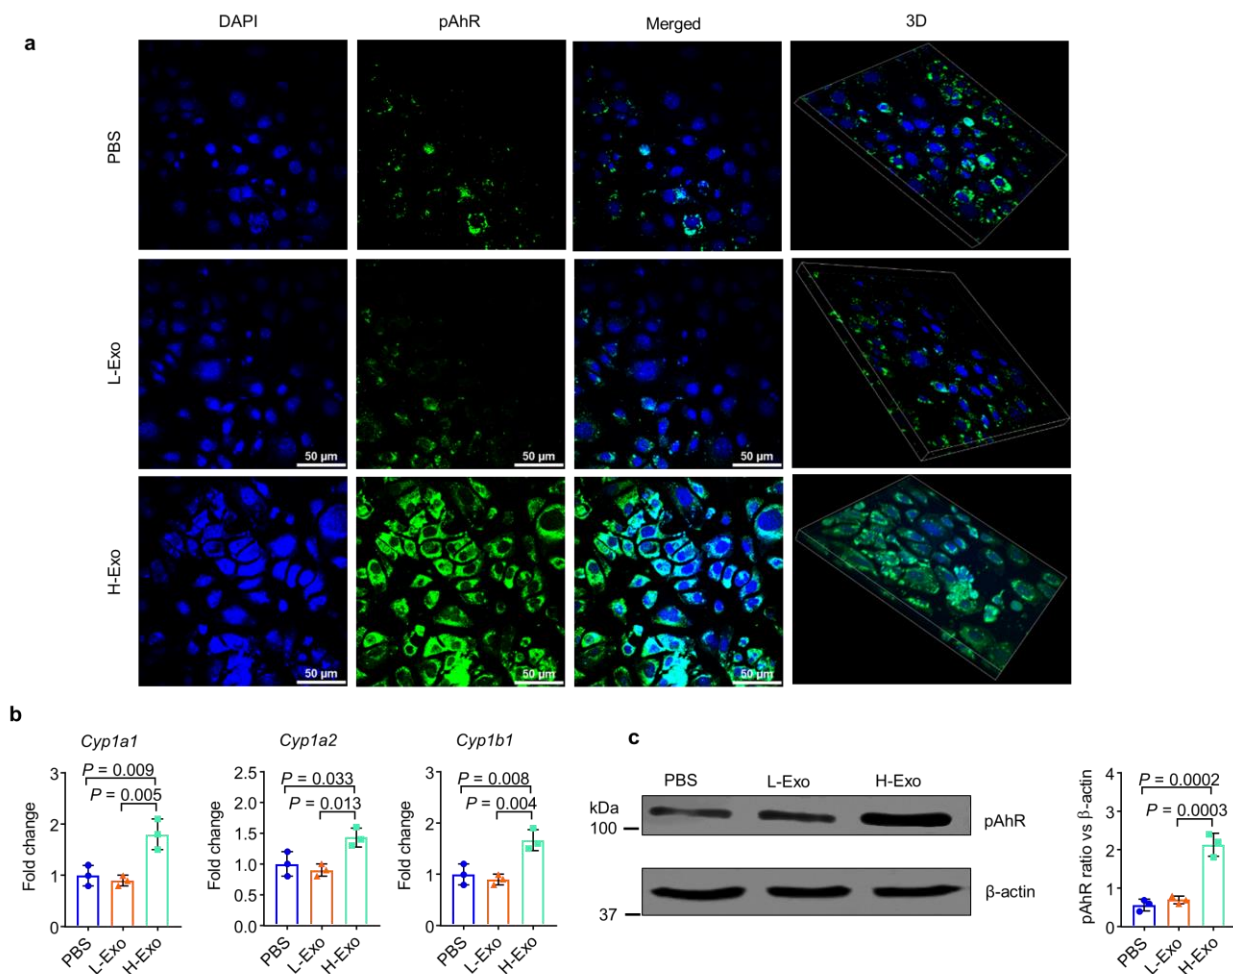 DAPI pAhR Merged 3D
a
PBS
L-Exo
50 µm 50 µm 50 µm
H-Exo
50 µm 50 µm 50 µm
b
Cyp1a1 Cyp1a2 Cyp1b1
P = 0.009
P = 0.005
Fold change
3
2
1
0
PBS L-Exo H-Exo
P = 0.033
P = 0.013
Fold change
2.5
2.0
1.5
1.0
0.5
0.0
PBS L-Exo H-Exo
P = 0.008
P = 0.004
Fold change
3
2
1
0
PBS L-Exo H-Exo
c
PBS L-Exo H-Exo
kDa
100
pAhR
β-actin
37
P = 0.0002
P = 0.0003
pAhR ratio vs β-actin
4
3
2
1
0
PBS L-Exo H-Exo